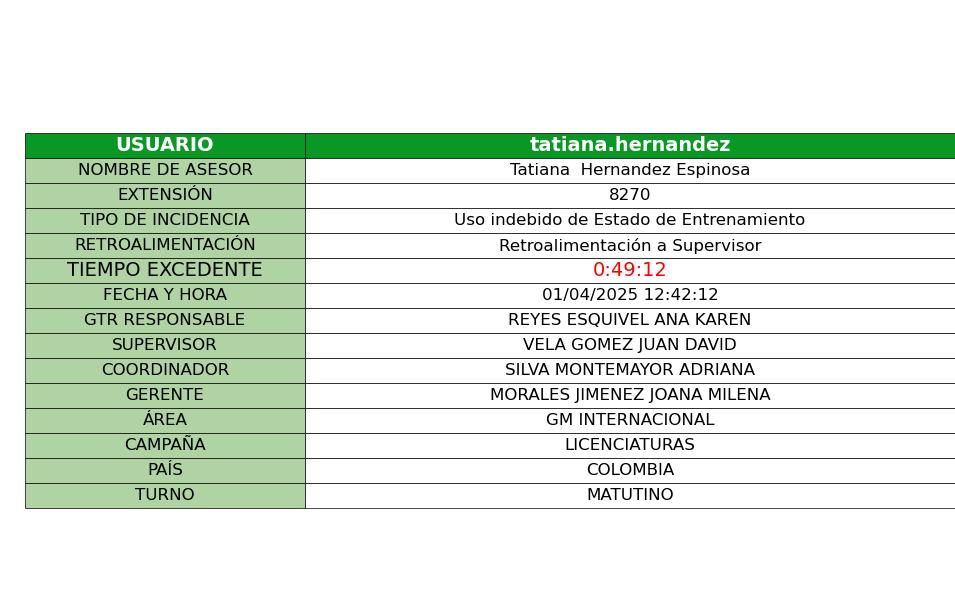 USUARIO tatiana.hernandez
NOMBRE DE ASESOR Tatiana  Hernandez Espinosa
EXTENSIÓN 8270
TIPO DE INCIDENCIA Uso indebido de Estado de Entrenamiento
RETROALIMENTACIÓN Retroalimentación a Supervisor
TIEMPO EXCEDENTE 0:49:12
FECHA Y HORA 01/04/2025 12:42:12
GTR RESPONSABLE REYES ESQUIVEL ANA KAREN
SUPERVISOR VELA GOMEZ JUAN DAVID
COORDINADOR SILVA MONTEMAYOR ADRIANA
GERENTE MORALES JIMENEZ JOANA MILENA
ÁREA GM INTERNACIONAL
CAMPAÑA LICENCIATURAS
PAÍS COLOMBIA
TURNO MATUTINO